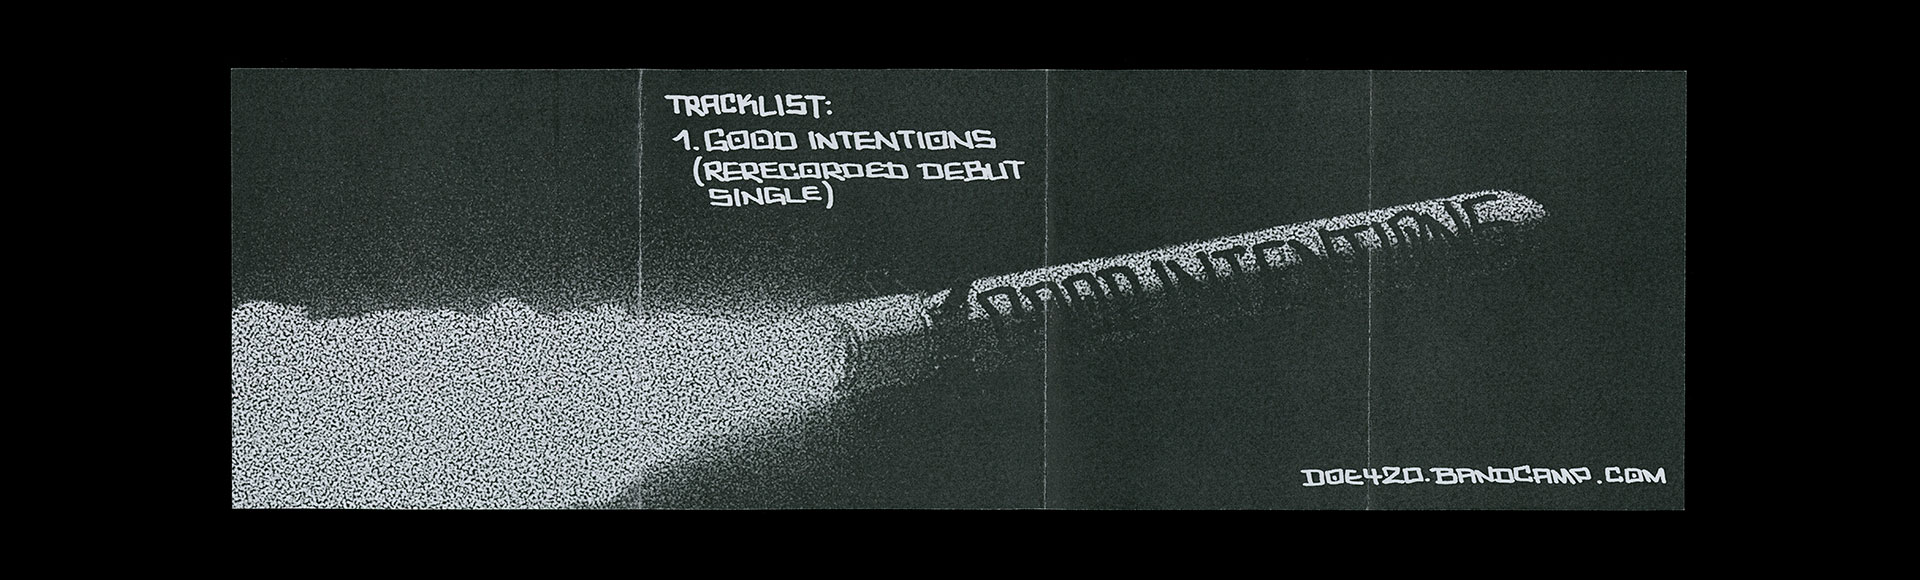 TRACKLIST:
1. GOOD INTENTIONS
(RERECORDED DEBUT
SINGLE)
GOOD INTENTIONS
DOE420.BANDCAMP.COM